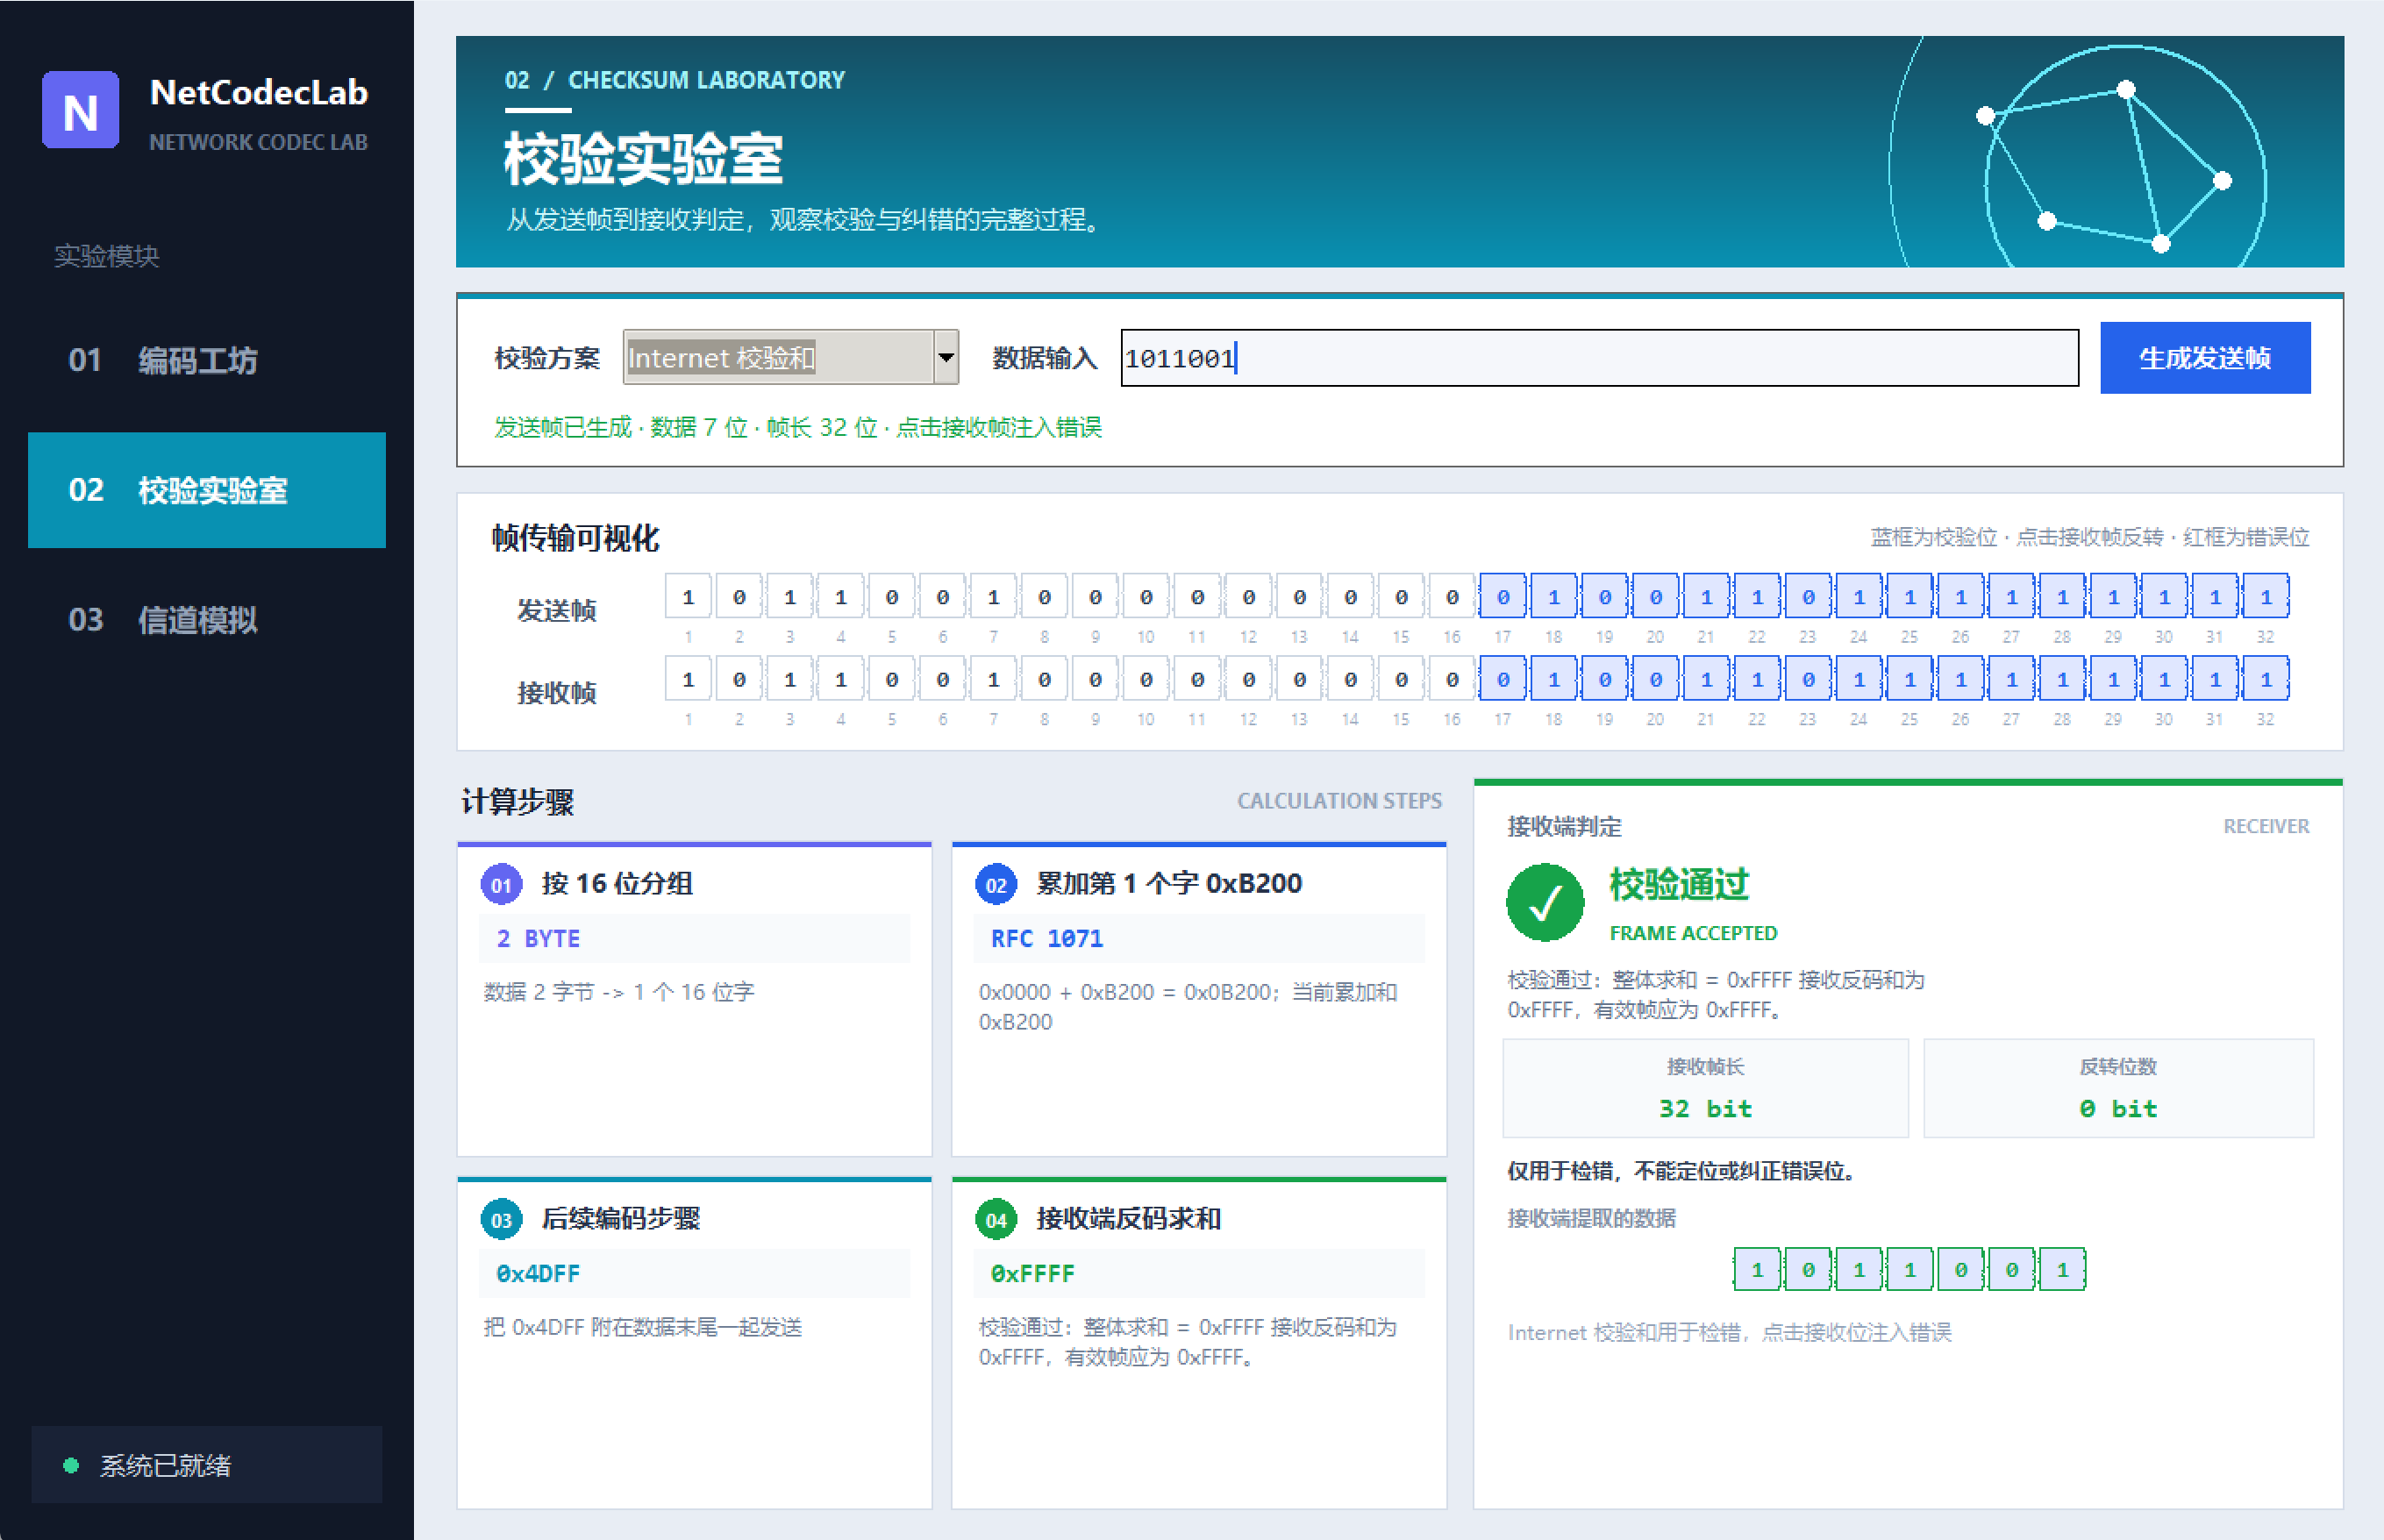 N
NetCodecLab
NETWORK CODEC LAB
实验模块
01 编码工坊
02 校验实验室
03 信道模拟
系统已就绪
02 / CHECKSUM LABORATORY
校验实验室
从发送帧到接收判定，观察校验与纠错的完整过程。
校验方案 Internet 校验和 数据输入 1011001 生成发送帧
发送帧已生成 · 数据 7 位 · 帧长 32 位 · 点击接收帧注入错误
帧传输可视化 蓝框为校验位 · 点击接收帧反转 · 红框为错误位
发送帧 1 0 1 1 0 0 1 0 0 0 0 0 0 0 0 0 0 1 0 0 1 1 0 1 1 1 1 1 1 1 1 1
1 2 3 4 5 6 7 8 9 10 11 12 13 14 15 16 17 18 19 20 21 22 23 24 25 26 27 28 29 30 31 32
接收帧 1 0 1 1 0 0 1 0 0 0 0 0 0 0 0 0 0 1 0 0 1 1 0 1 1 1 1 1 1 1 1 1
1 2 3 4 5 6 7 8 9 10 11 12 13 14 15 16 17 18 19 20 21 22 23 24 25 26 27 28 29 30 31 32
计算步骤 CALCULATION STEPS
01 按 16 位分组
2 BYTE
数据 2 字节 -> 1 个 16 位字
02 累加第 1 个字 0xB200
RFC 1071
0x0000 + 0xB200 = 0x0B200；当前累加和
0xB200
03 后续编码步骤
0x4DFF
把 0x4DFF 附在数据末尾一起发送
04 接收端反码求和
0xFFFF
校验通过：整体求和 = 0xFFFF 接收反码和为
0xFFFF，有效帧应为 0xFFFF。
接收端判定 RECEIVER
校验通过
FRAME ACCEPTED
校验通过：整体求和 = 0xFFFF 接收反码和为
0xFFFF，有效帧应为 0xFFFF。
接收帧长 反转位数
32 bit 0 bit
仅用于检错，不能定位或纠正错误位。
接收端提取的数据
1 0 1 1 0 0 1
Internet 校验和用于检错，点击接收位注入错误